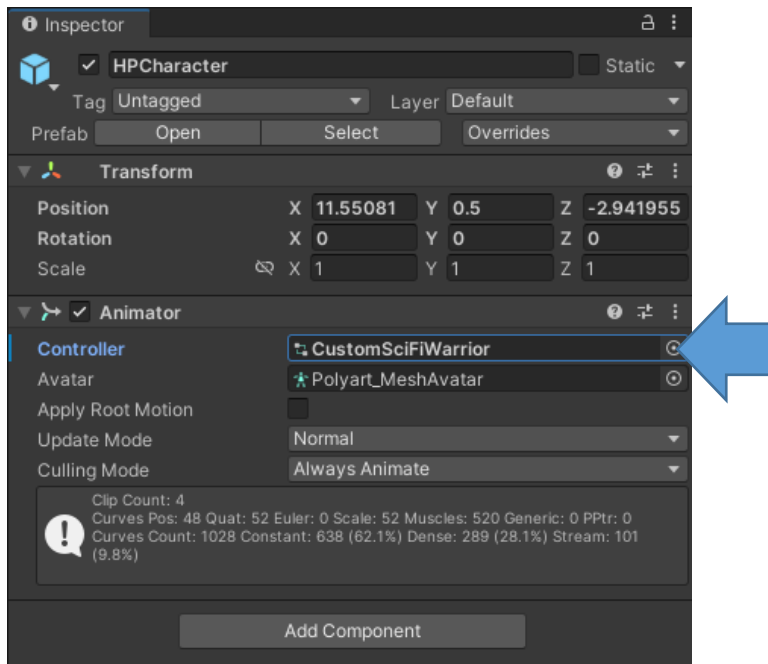 Inspector
HPCharacter Static
Tag Untagged Layer Default
Prefab Open Select Overrides
Transform
Position X 11.55081 Y 0.5 Z -2.941955
Rotation X 0 Y 0 Z 0
Scale X 1 Y 1 Z 1
Animator
Controller CustomSciFiWarrior
Avatar Polyart_MeshAvatar
Apply Root Motion
Update Mode Normal
Culling Mode Always Animate
Clip Count: 4
Curves Pos: 48 Quat: 52 Euler: 0 Scale: 52 Muscles: 520 Generic: 0 PPtr: 0
Curves Count: 1028 Constant: 638 (62.1%) Dense: 289 (28.1%) Stream: 101
(9.8%)
Add Component